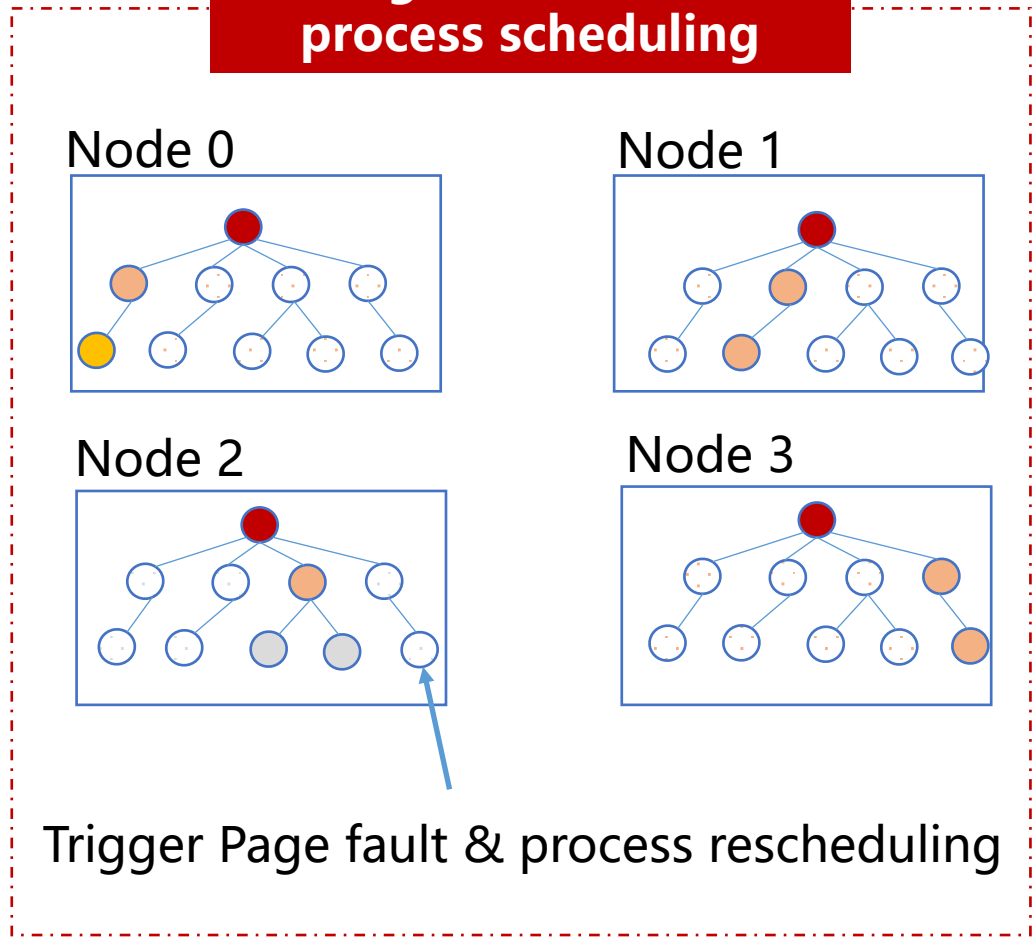 process scheduling
Node 0
Node 1
Node 2
Node 3
Trigger Page fault & process rescheduling